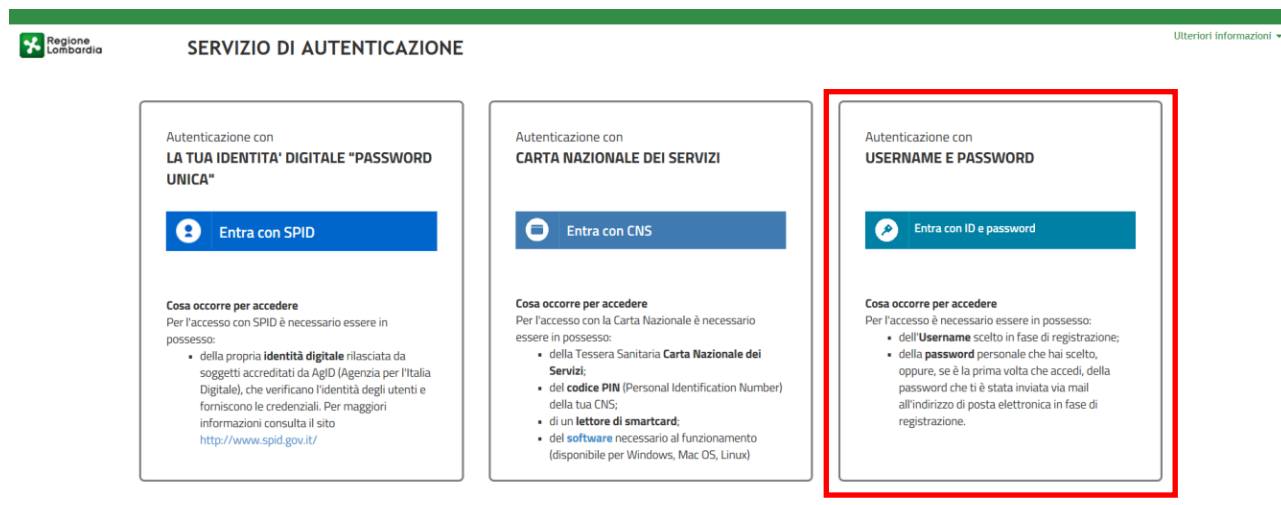 Regione
Lombardia
SERVIZIO DI AUTENTICAZIONE
Ulteriori informazioni
Autenticazione con
LA TUA IDENTITA' DIGITALE "PASSWORD
UNICA"
Entra con SPID
Cosa occorre per accedere
Per l'accesso con SPID è necessario essere in
possesso:
• della propria identità digitale rilasciata da
soggetti accreditati da AgID (Agenzia per l'Italia
Digitale), che verificano l'identità degli utenti e
forniscono le credenziali. Per maggiori
informazioni consulta il sito
http://www.spid.gov.it/
Autenticazione con
CARTA NAZIONALE DEI SERVIZI
Entra con CNS
Cosa occorre per accedere
Per l'accesso con la Carta Nazionale è necessario
essere in possesso:
• della Tessera Sanitaria Carta Nazionale dei
Servizi;
• del codice PIN (Personal Identification Number)
della tua CNS;
• di un lettore di smartcard;
• del software necessario al funzionamento
(disponibile per Windows, Mac OS, Linux)
Autenticazione con
USERNAME E PASSWORD
Entra con ID e password
Cosa occorre per accedere
Per l'accesso è necessario essere in possesso:
• dell'Username scelto in fase di registrazione;
• della password personale che hai scelto,
oppure, se è la prima volta che accedi, della
password che ti è stata inviata via mail
all'indirizzo di posta elettronica in fase di
registrazione.